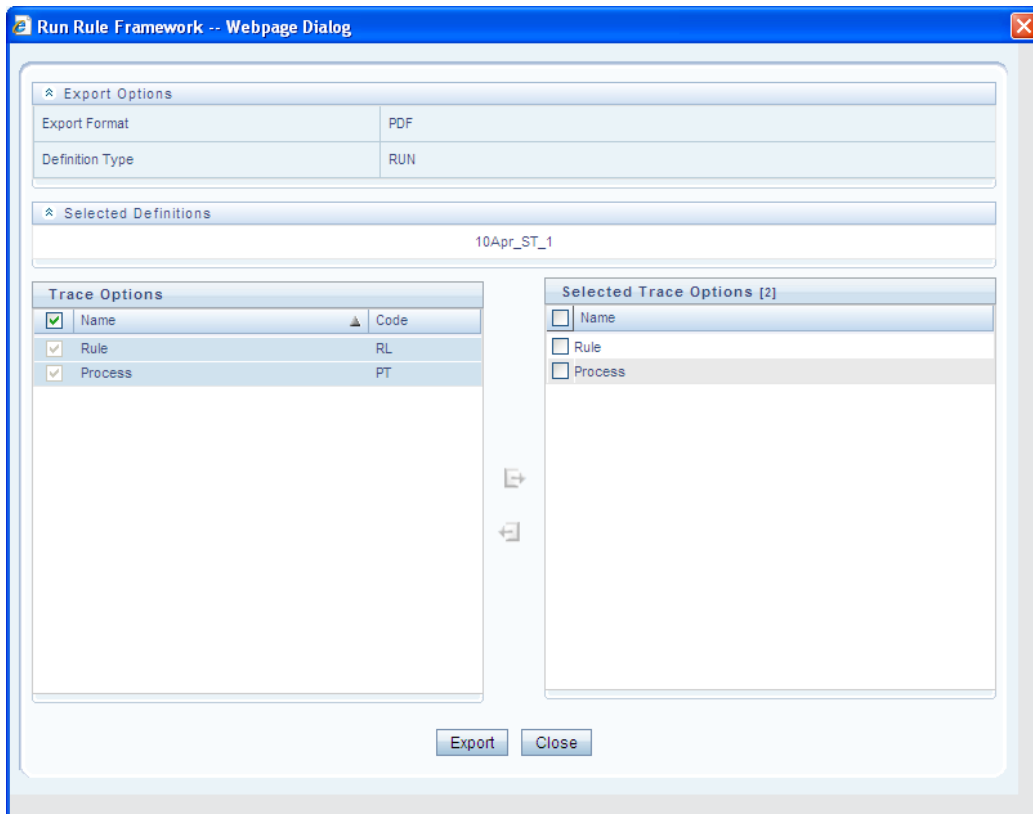 Run Rule Framework -- Webpage Dialog
Export Options
Export Format PDF
Definition Type RUN
Selected Definitions
10Apr_ST_1
Trace Options
Name Code
Rule RL
Process PT
Selected Trace Options [2]
Name
Rule
Process
Export Close